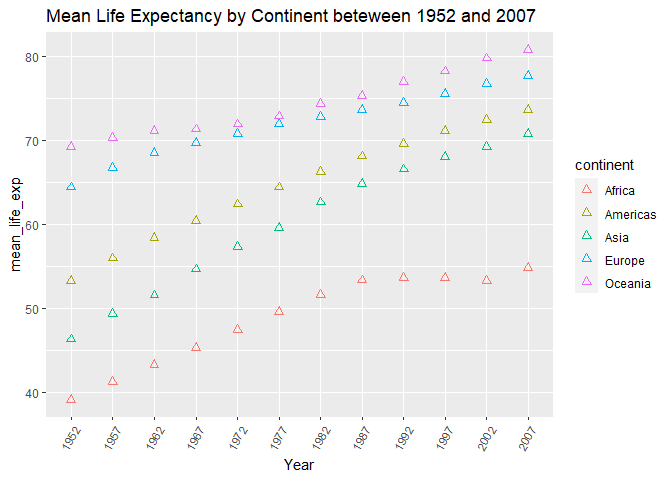 Mean Life Expectancy by Continent beteween 1952 and 2007
mean_life_exp
80
70
60
50
40
1952 1957 1962 1967 1972 1977 1982 1987 1992 1997 2002 2007
Year
continent
Africa
Americas
Asia
Europe
Oceania